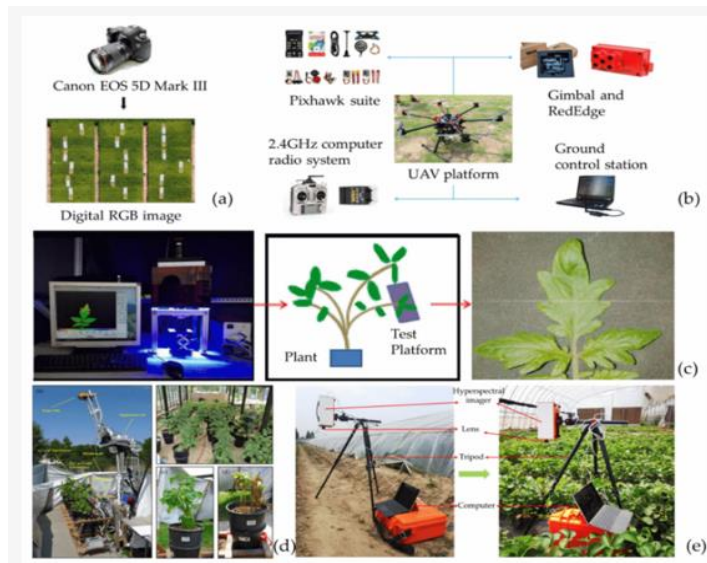 Canon EOS 5D Mark III
Digital RGB image
(a)
Pixhawk suite
Gimbal and
RedEdge
2.4GHz computer
radio system
UAV platform
Ground
control station
(b)
Plant
Test
Platform
(c)
(d)
Hyperspectral
imager
Lens
Tripod
Computer
(e)